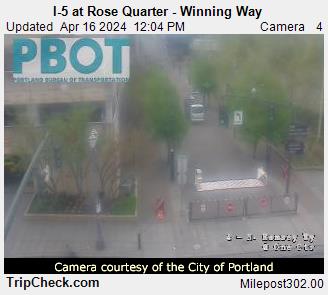 I-5 at Rose Quarter - Winning Way
Updated Apr 16 2024 12:04 PM Camera 4
PBOT
PORTLAND BUREAU OF TRANSPORTATION
Camera courtesy of the City of Portland
TripCheck.com Milepost302.00